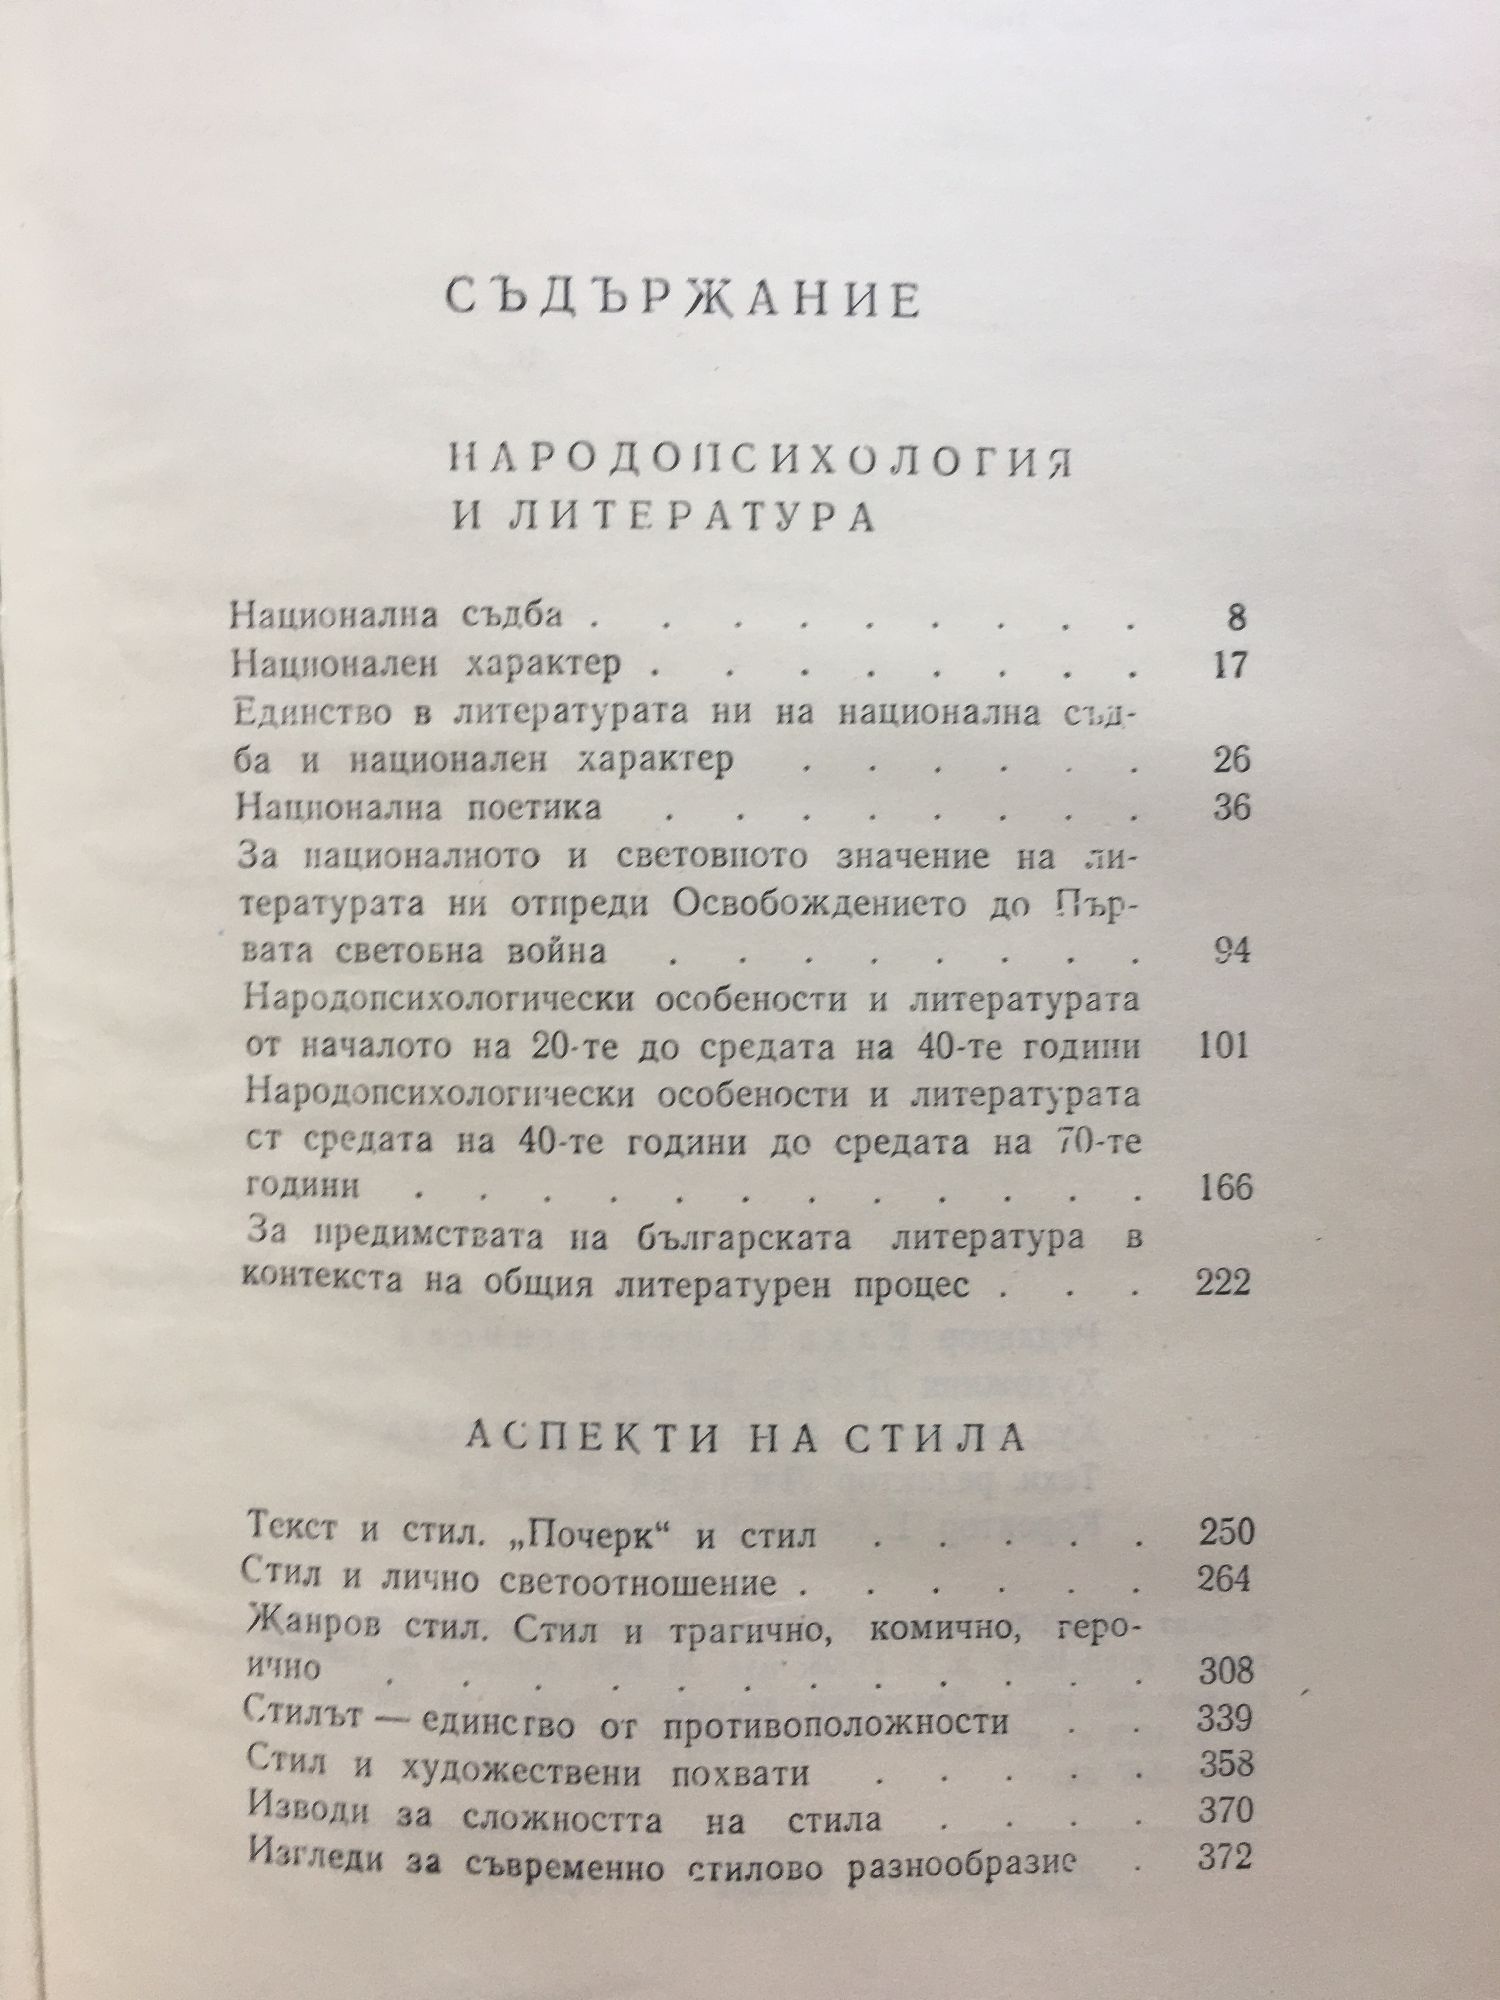 СЪДЪРЖАНИЕ
НАРОДОПСИХОЛОГИЯ
И ЛИТЕРАТУРА
Национална съдба . . . . . . . . . 8
Национален характер . . . . . . . . 17
Единство в литературата ни на национална съд-
ба и национален характер . . . . . . 26
Национална поетика . . . . . . . . 36
За националното и световното значение на ли-
тературата ни отпреди Освобождението до Пър-
вата световна война . . . . . . . . 94
Народопсихологически особености и литературата
от началото на 20-те до средата на 40-те години 101
Народопсихологически особености и литературата
от средата на 40-те години до средата на 70-те
години . . . . . . . . . . . . 166
За предимствата на българската литература в
контекста на общия литературен процес . . . 222
АСПЕКТИ НА СТИЛА
Текст и стил. „Почерк“ и стил . . . . . 250
Стил и лично светоотношение . . . . . . 264
Жанров стил. Стил и трагично, комично, геро-
ично . . . . . . . . . . . . 308
Стилът — единство от противоположности . . 339
Стил и художествени похвати . . . . . 358
Изводи за сложността на стила . . . . 370
Изгледи за съвременно стилово разнообразие . 372